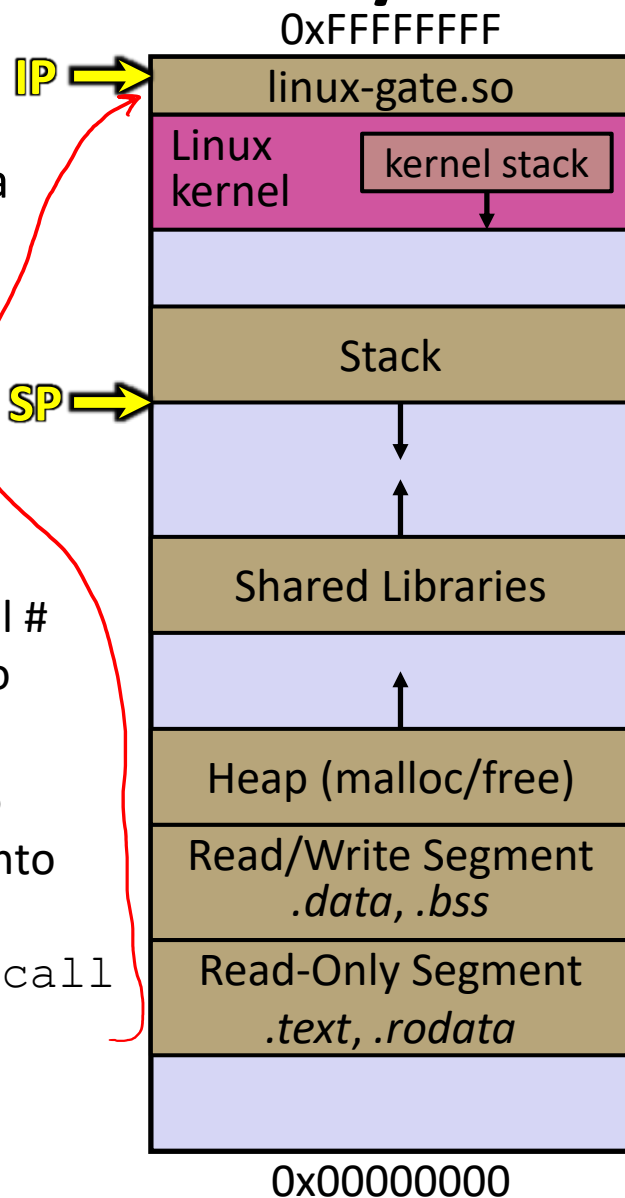 0xFFFFFFFF
IP
linux-gate.so
Linux
kernel
kernel stack
Stack
SP
Shared Libraries
l #
Heap (malloc/free)
nto
Read/Write Segment
.data, .bss
call
Read-Only Segment
.text, .rodata
0x00000000